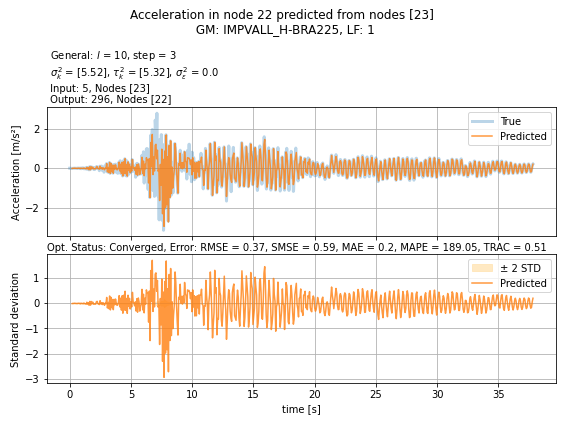 Acceleration in node 22 predicted from nodes [23]
GM: IMPVALL_H-BRA225, LF: 1
General: l = 10, step = 3
σ²ₖ = [5.52], τ²ₖ = [5.32], σ²ε = 0.0
Input: 5, Nodes [23]
Output: 296, Nodes [22]
Acceleration [m/s²]
2
0
−2
True
Predicted
Opt. Status: Converged, Error: RMSE = 0.37, SMSE = 0.59, MAE = 0.2, MAPE = 189.05, TRAC = 0.51
Standard deviation
1
0
−1
−2
−3
± 2 STD
Predicted
0 5 10 15 20 25 30 35
time [s]